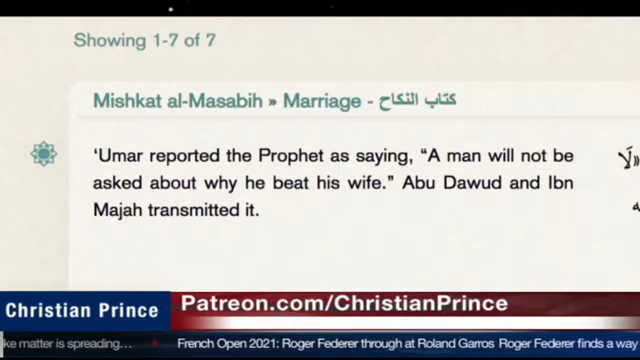 Showing 1-7 of 7
Mishkat al-Masabih » Marriage - كتاب النكاح
‘Umar reported the Prophet as saying, “A man will not be
asked about why he beat his wife.” Abu Dawud and Ibn
Majah transmitted it.
Christian Prince
Patreon.com/ChristianPrince
ke matter is spreading... French Open 2021: Roger Federer through at Roland Garros Roger Federer finds a way